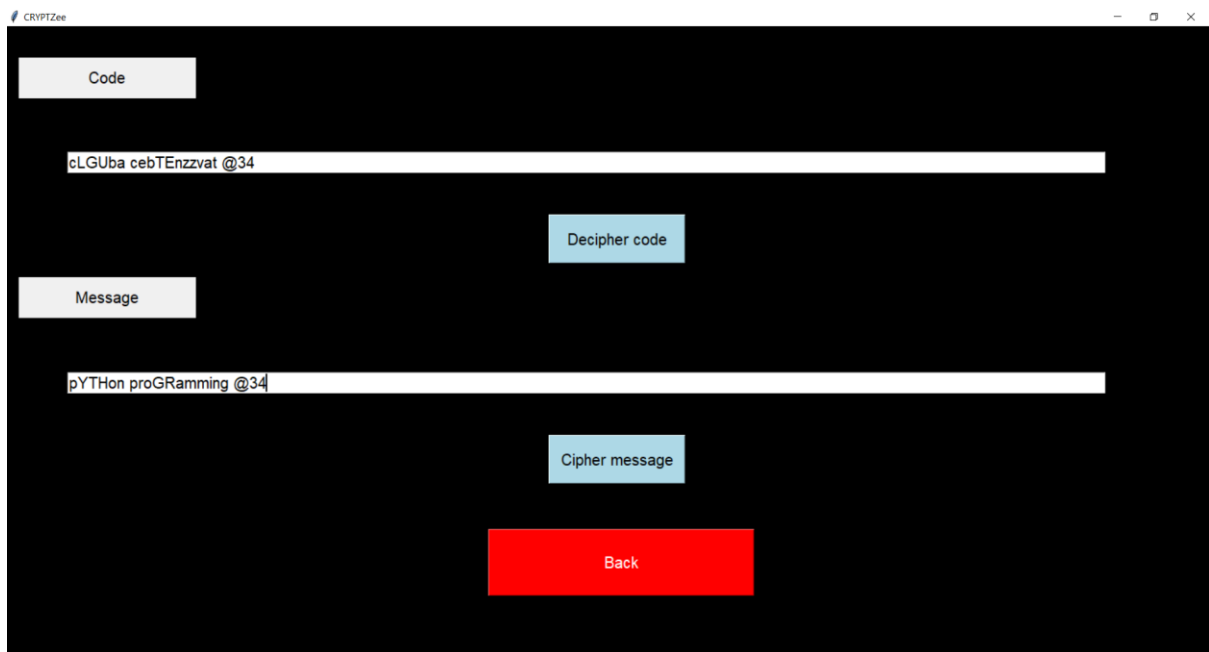 CRYPTZee
Code
cLGUba cebTEnzzvat @34
Decipher code
Message
pYTHon proGRamming @34
Cipher message
Back